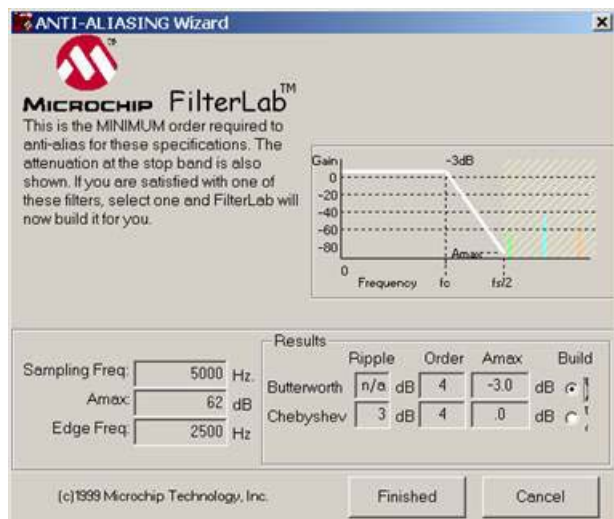 ANTI-ALIASING Wizard
MICROCHIP FilterLab™
This is the MINIMUM order required to
anti-alias for these specifications. The
attenuation at the stop band is also
shown. If you are satisfied with one of
these filters, select one and FilterLab will
now build it for you.
Gain
-3dB
0
-20
-40
-60
-80
Amax
0
Frequency
fc
fs/2
Results
Ripple Order Amax Build
Sampling Freq: 5000 Hz.
Amax: 62 dB
Edge Freq: 2500 Hz
Butterworth n/a dB 4 -3.0 dB
Chebyshev 3 dB 4 .0 dB
(c)1999 Microchip Technology, Inc.
Finished
Cancel